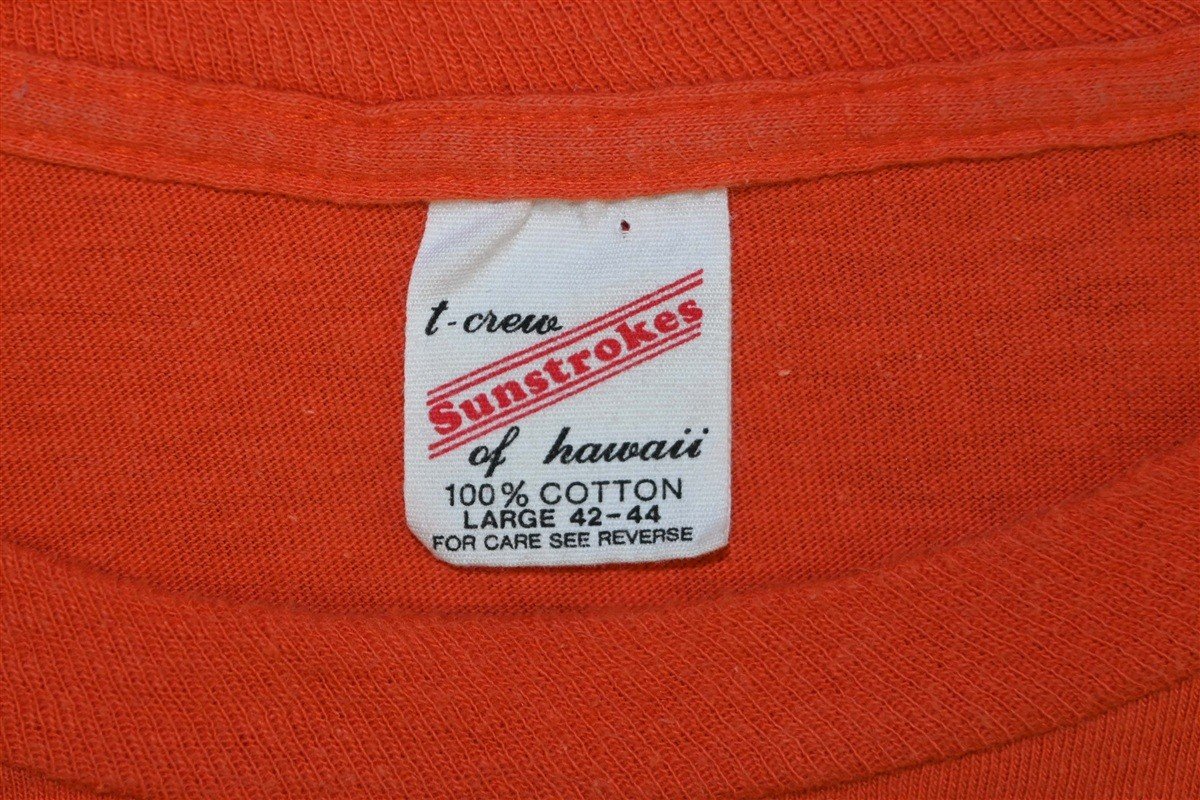 t-crew
Sunstrokes
of hawaii
100% COTTON
LARGE 42-44
FOR CARE SEE REVERSE